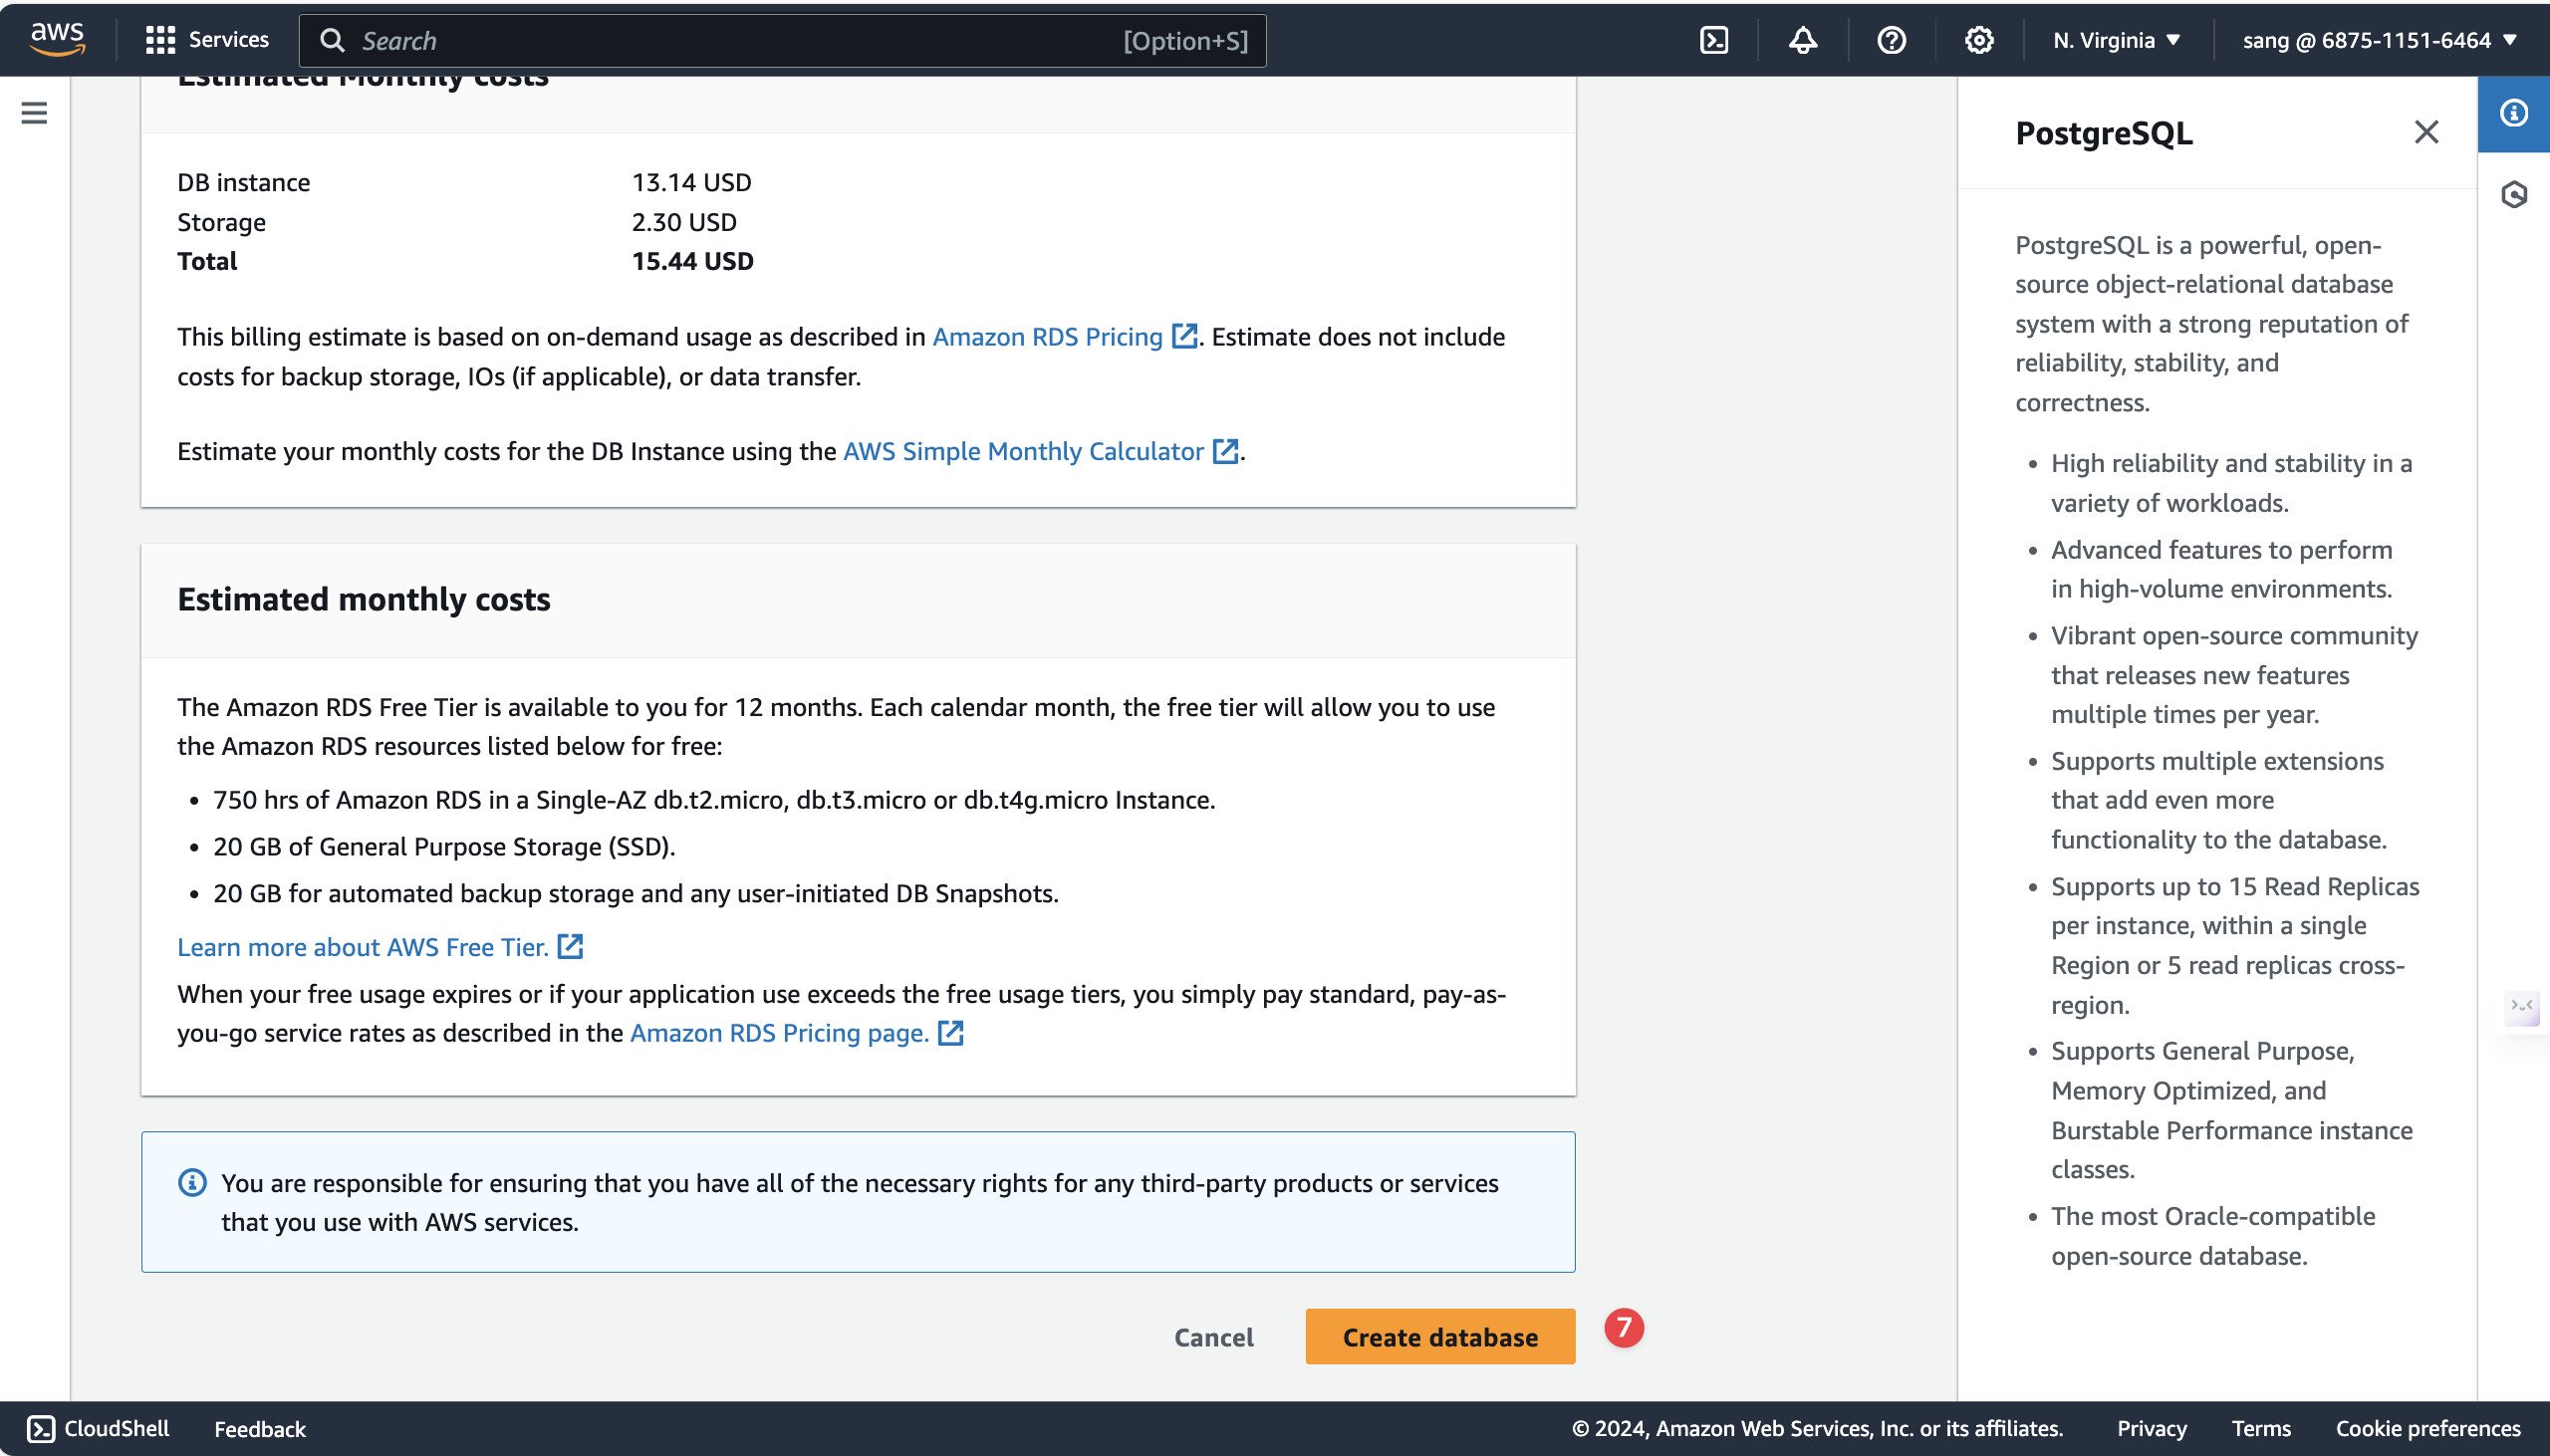 aws
Services
Search
[Option+S]
N. Virginia
sang @ 6875-1151-6464
Estimated Monthly costs
DB instance 13.14 USD
Storage 2.30 USD
Total 15.44 USD
This billing estimate is based on on-demand usage as described in Amazon RDS Pricing. Estimate does not include
costs for backup storage, IOs (if applicable), or data transfer.
Estimate your monthly costs for the DB Instance using the AWS Simple Monthly Calculator.
Estimated monthly costs
The Amazon RDS Free Tier is available to you for 12 months. Each calendar month, the free tier will allow you to use
the Amazon RDS resources listed below for free:
• 750 hrs of Amazon RDS in a Single-AZ db.t2.micro, db.t3.micro or db.t4g.micro Instance.
• 20 GB of General Purpose Storage (SSD).
• 20 GB for automated backup storage and any user-initiated DB Snapshots.
Learn more about AWS Free Tier.
When your free usage expires or if your application use exceeds the free usage tiers, you simply pay standard, pay-as-
you-go service rates as described in the Amazon RDS Pricing page.
You are responsible for ensuring that you have all of the necessary rights for any third-party products or services
that you use with AWS services.
Cancel
Create database
7
PostgreSQL
PostgreSQL is a powerful, open-
source object-relational database
system with a strong reputation of
reliability, stability, and
correctness.
• High reliability and stability in a
variety of workloads.
• Advanced features to perform
in high-volume environments.
• Vibrant open-source community
that releases new features
multiple times per year.
• Supports multiple extensions
that add even more
functionality to the database.
• Supports up to 15 Read Replicas
per instance, within a single
Region or 5 read replicas cross-
region.
• Supports General Purpose,
Memory Optimized, and
Burstable Performance instance
classes.
• The most Oracle-compatible
open-source database.
CloudShell
Feedback
© 2024, Amazon Web Services, Inc. or its affiliates.
Privacy
Terms
Cookie preferences